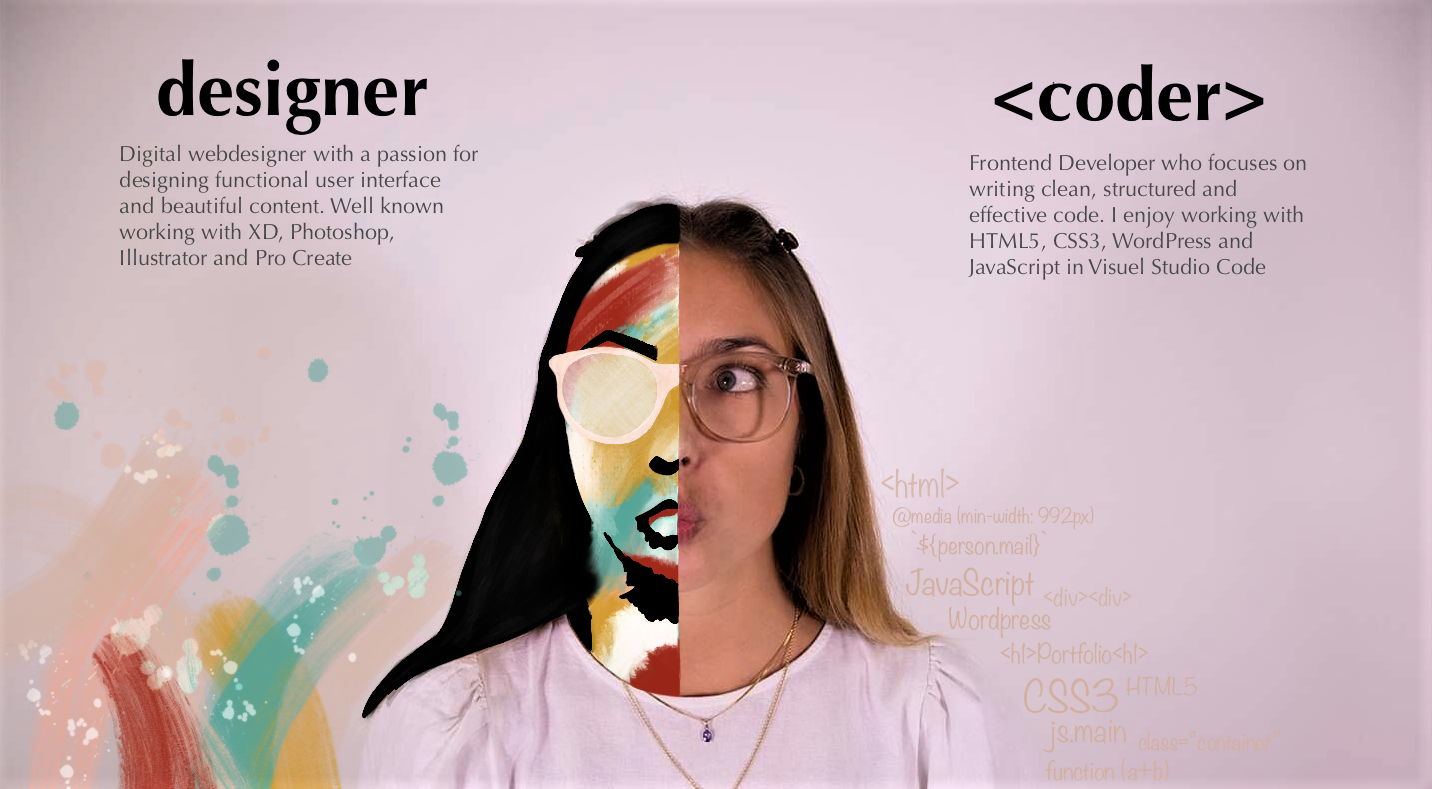 designer
Digital webdesigner with a passion for
designing functional user interface
and beautiful content. Well known
working with XD, Photoshop,
Illustrator and Pro Create
<coder>
Frontend Developer who focuses on
writing clean, structured and
effective code. I enjoy working with
HTML5, CSS3, WordPress and
JavaScript in Visuel Studio Code
<html>
@media (min-width: 992px)
`${person.mail}`
JavaScript <div><div>
Wordpress
<h1>Portfolio<h1>
CSS3 HTML5
js.main class="container"
function (a+b)